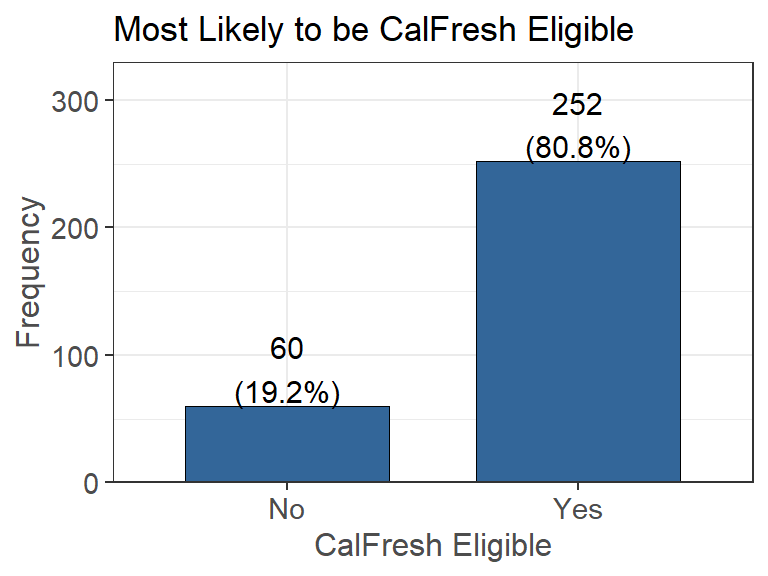 Most Likely to be CalFresh Eligible
Frequency
300
200
100
0
252
(80.8%)
60
(19.2%)
No
Yes
CalFresh Eligible